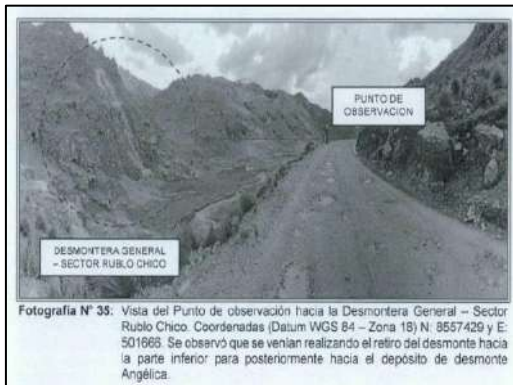 PUNTO DE
OBSERVACION
DESMONTERA GENERAL
– SECTOR RUBLO CHICO
Fotografía N° 35: Vista del Punto de observación hacia la Desmontera General – Sector
Rublo Chico. Coordenadas (Datum WGS 84 – Zona 18) N: 8557429 y E:
501666. Se observó que se venían realizando el retiro del desmonte hacia
la parte inferior para posteriormente hacia el depósito de desmonte
Angélica.